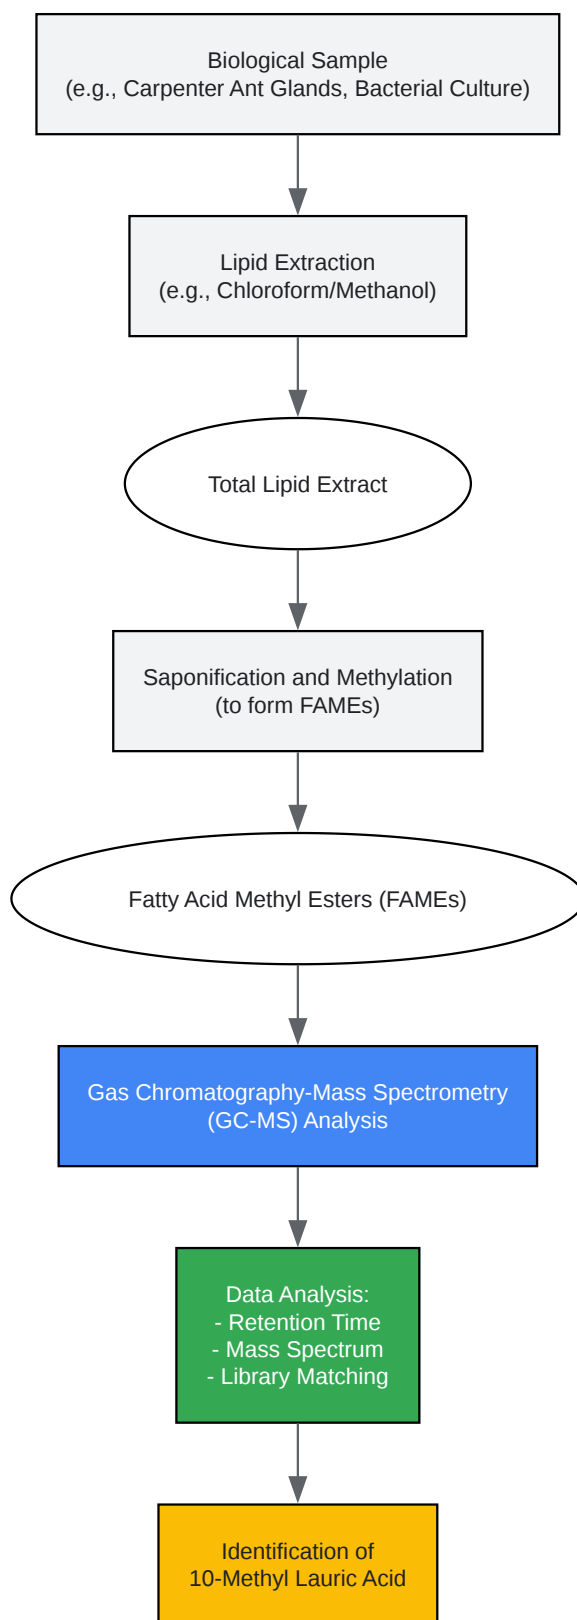 Biological Sample
(e.g., Carpenter Ant Glands, Bacterial Culture)
Lipid Extraction
(e.g., Chloroform/Methanol)
Total Lipid Extract
Saponification and Methylation
(to form FAMEs)
Fatty Acid Methyl Esters (FAMEs)
Gas Chromatography-Mass Spectrometry
(GC-MS) Analysis
Data Analysis:
- Retention Time
- Mass Spectrum
- Library Matching
Identification of
10-Methyl Lauric Acid